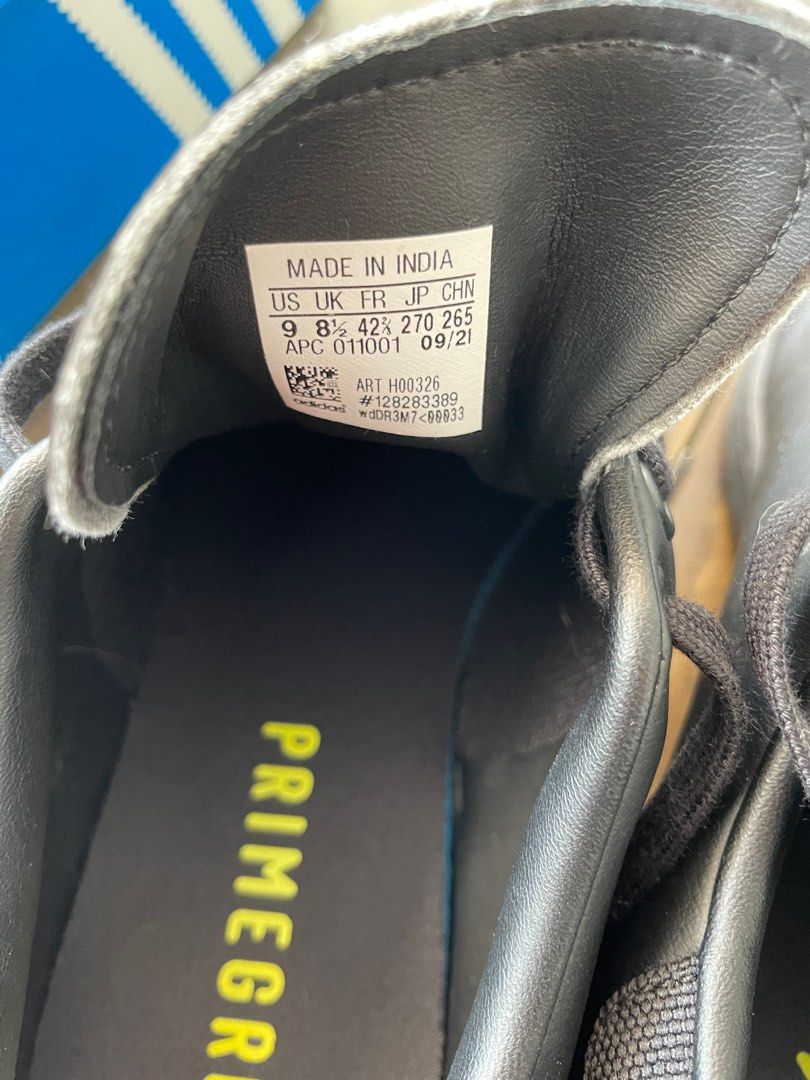 MADE IN INDIA
US UK FR JP CHN
9 8½ 42⅔ 270 265
APC 011001 09/21
ART H00326
#128283389
adidas
wdDR3M7<00033
PRIMEGR